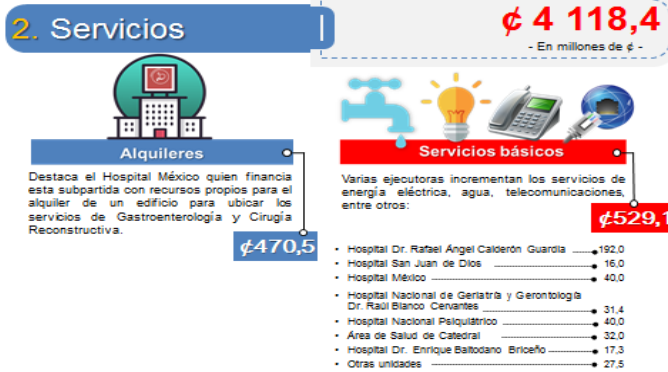 2. Servicios
¢ 4 118,4
- En millones de ¢ -
Alquileres
Destaca el Hospital México quien financia
esta subpartida con recursos propios para el
alquiler de un edificio para ubicar los
servicios de Gastroenterología y Cirugía
Reconstructiva.
¢470,5
Servicios básicos
Varias ejecutoras incrementan los servicios de
energía eléctrica, agua, telecomunicaciones,
entre otros:
¢529,1
• Hospital Dr. Rafael Ángel Calderón Guardia 192,0
• Hospital San Juan de Dios 16,0
• Hospital México 40,0
• Hospital Nacional de Geriatría y Gerontología
Dr. Raúl Blanco Cervantes 31,4
• Hospital Nacional Psiquiátrico 40,0
• Área de Salud de Catedral 32,0
• Hospital Dr. Enrique Baltodano Briceño 17,3
• Otras unidades 27,5